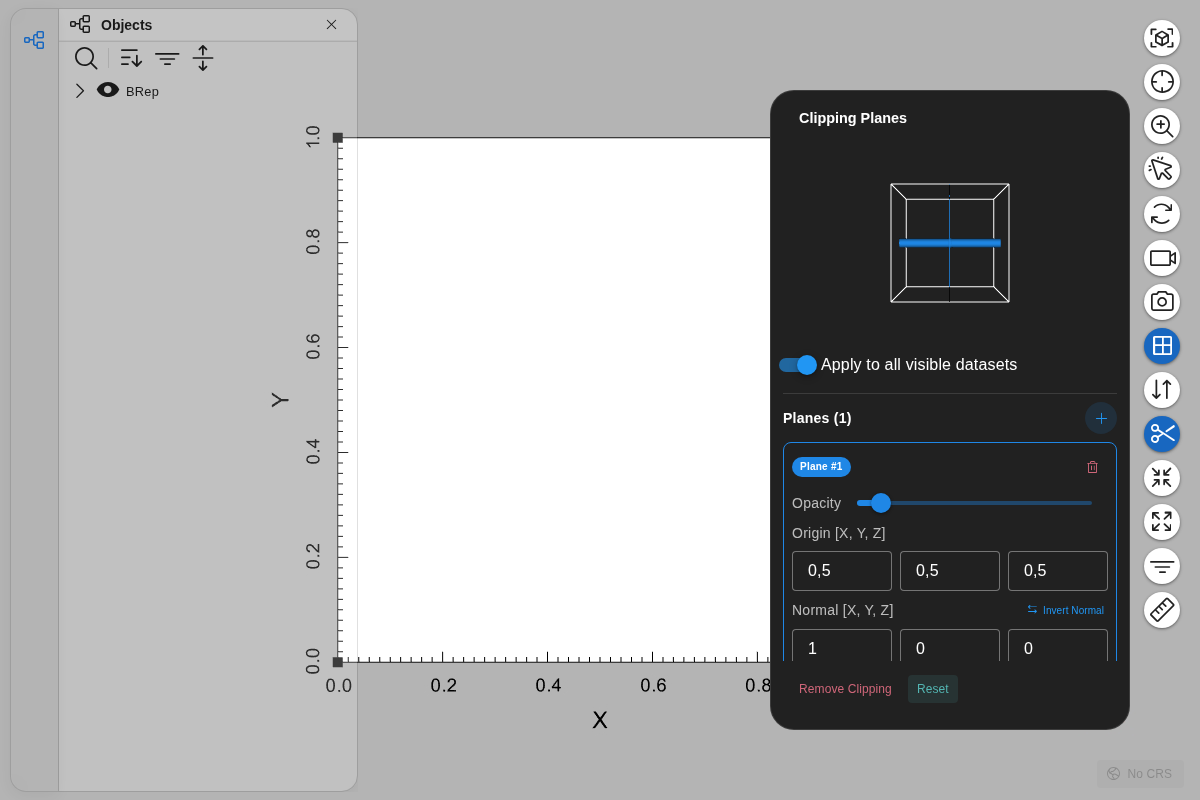 Objects
BRep
1.0
0.8
0.6
0.4
0.2
0.0
Y
0.0
0.2
0.4
0.6
0.8
X
Clipping Planes
Apply to all visible datasets
Planes (1)
Plane #1
Opacity
Origin [X, Y, Z]
0,5
0,5
0,5
Normal [X, Y, Z]
Invert Normal
1
0
0
Remove Clipping
Reset
No CRS